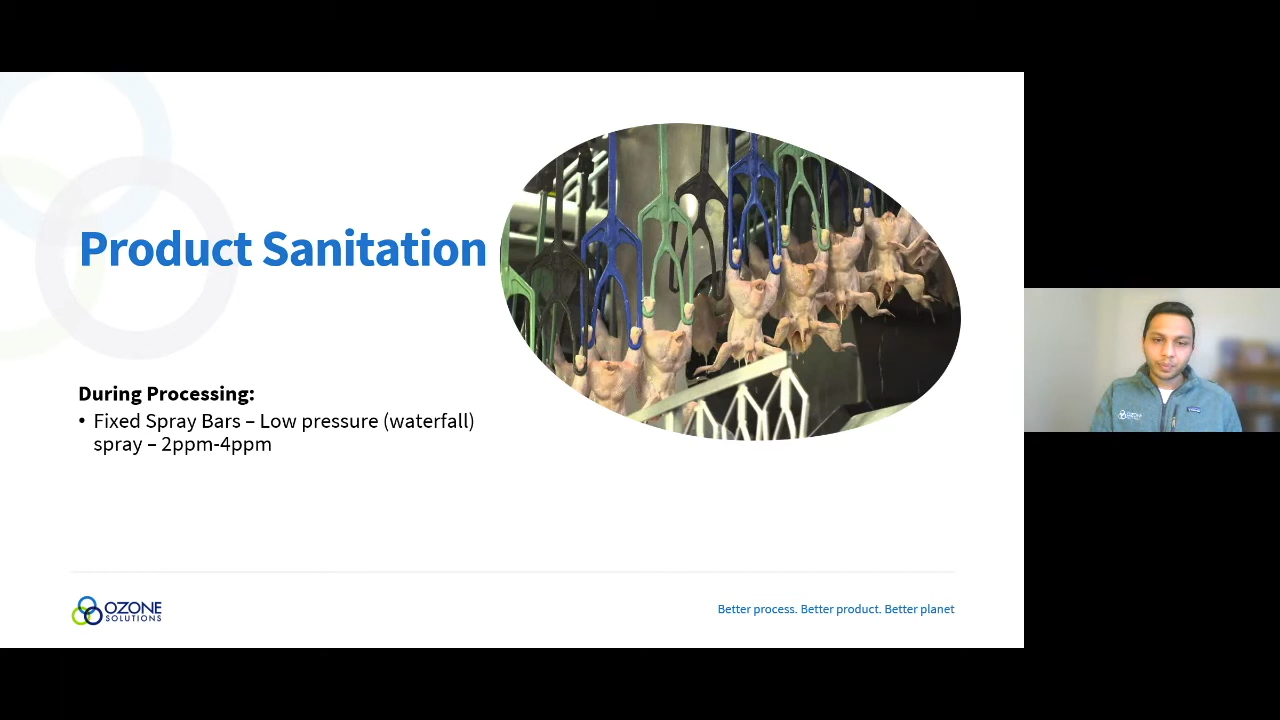 Product Sanitation
During Processing:
• Fixed Spray Bars – Low pressure (waterfall)
spray – 2ppm-4ppm
OZONE
SOLUTIONS
Better process. Better product. Better planet
OZONE